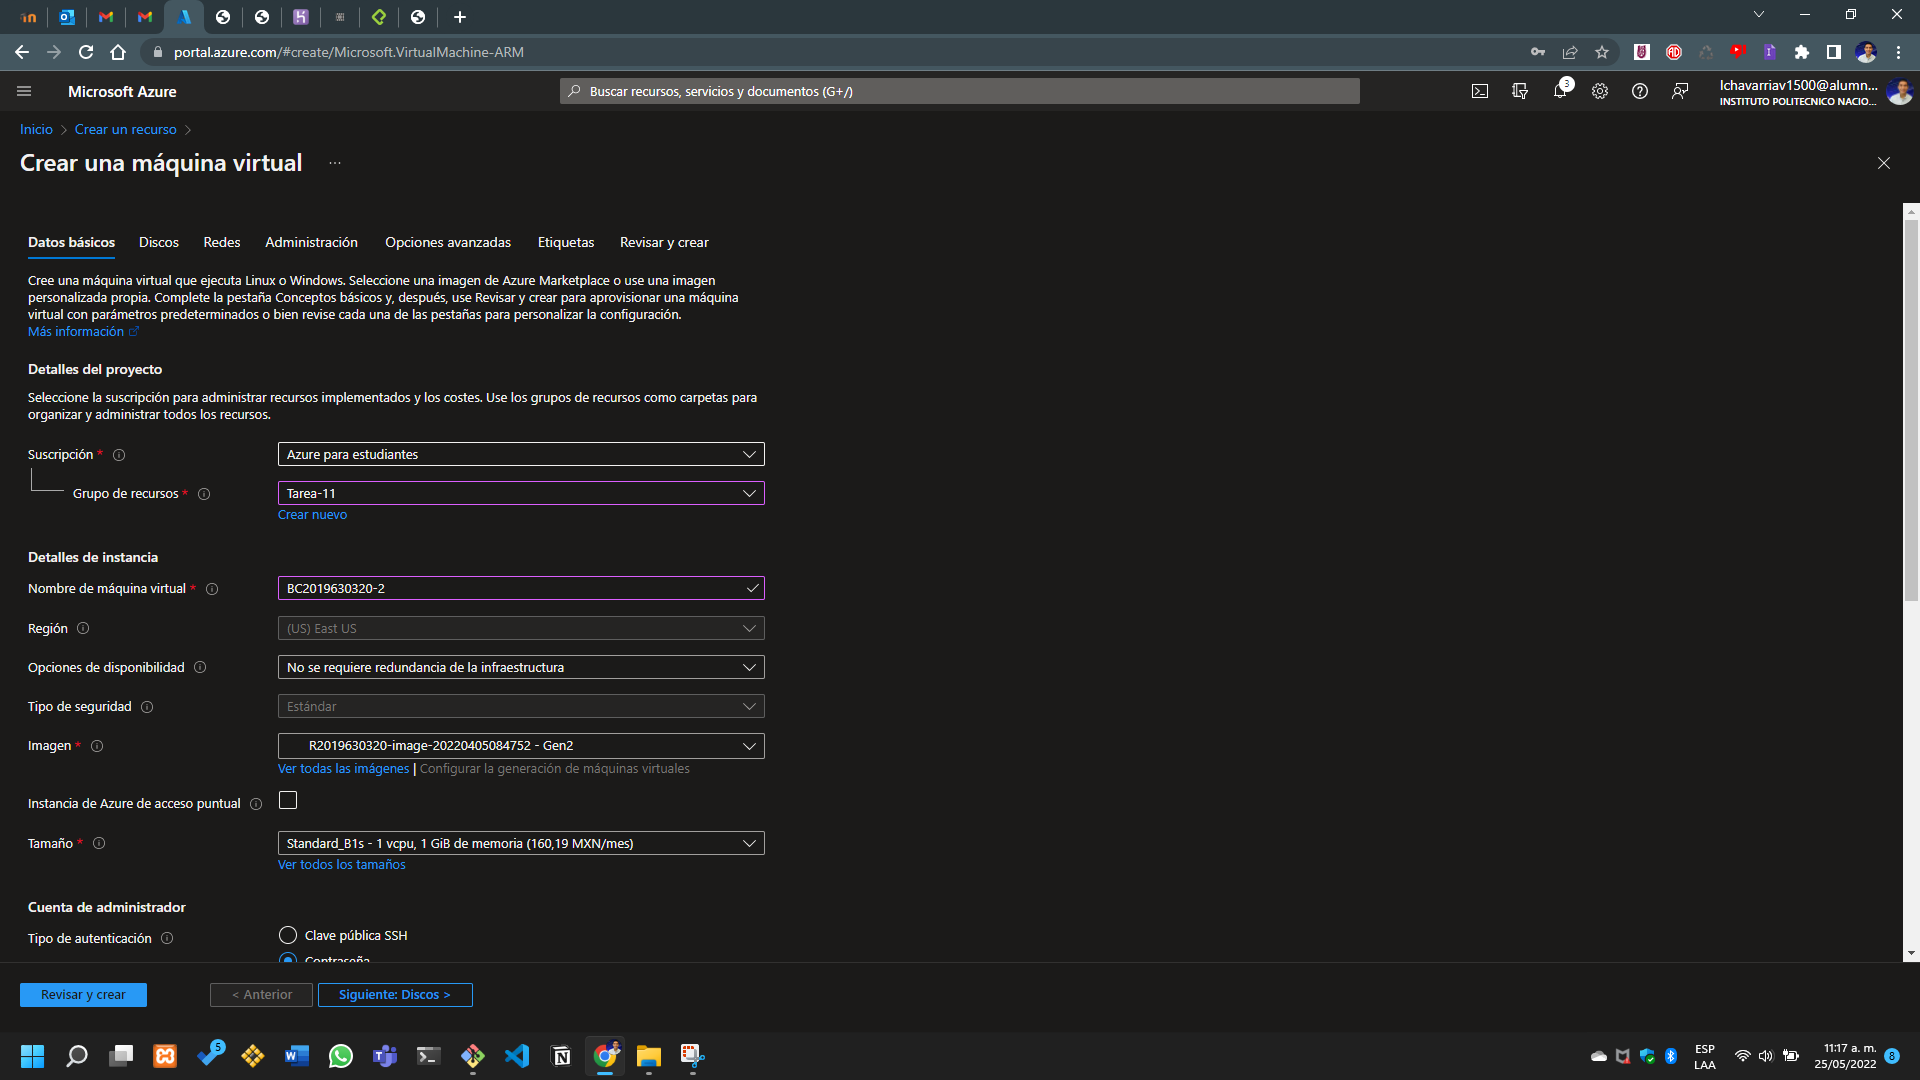 portal.azure.com/#create/Microsoft.VirtualMachine-ARM
Microsoft Azure
Buscar recursos, servicios y documentos (G+/)
3
lchavarriav1500@alumn...
INSTITUTO POLITECNICO NACIO...
Inicio > Crear un recurso >
Crear una máquina virtual ...
Datos básicos Discos Redes Administración Opciones avanzadas Etiquetas Revisar y crear
Cree una máquina virtual que ejecuta Linux o Windows. Seleccione una imagen de Azure Marketplace o use una imagen
personalizada propia. Complete la pestaña Conceptos básicos y, después, use Revisar y crear para aprovisionar una máquina
virtual con parámetros predeterminados o bien revise cada una de las pestañas para personalizar la configuración.
Más información
Detalles del proyecto
Seleccione la suscripción para administrar recursos implementados y los costes. Use los grupos de recursos como carpetas para
organizar y administrar todos los recursos.
Suscripción * Azure para estudiantes
Grupo de recursos * Tarea-11
Crear nuevo
Detalles de instancia
Nombre de máquina virtual * BC2019630320-2
Región (US) East US
Opciones de disponibilidad No se requiere redundancia de la infraestructura
Tipo de seguridad Estándar
Imagen * R2019630320-image-20220405084752 - Gen2
Ver todas las imágenes | Configurar la generación de máquinas virtuales
Instancia de Azure de acceso puntual
Tamaño * Standard_B1s - 1 vcpu, 1 GiB de memoria (160,19 MXN/mes)
Ver todos los tamaños
Cuenta de administrador
Tipo de autenticación Clave pública SSH
Contraseña
Revisar y crear < Anterior Siguiente: Discos >
5
ESP
LAA
11:17 a. m.
25/05/2022
8